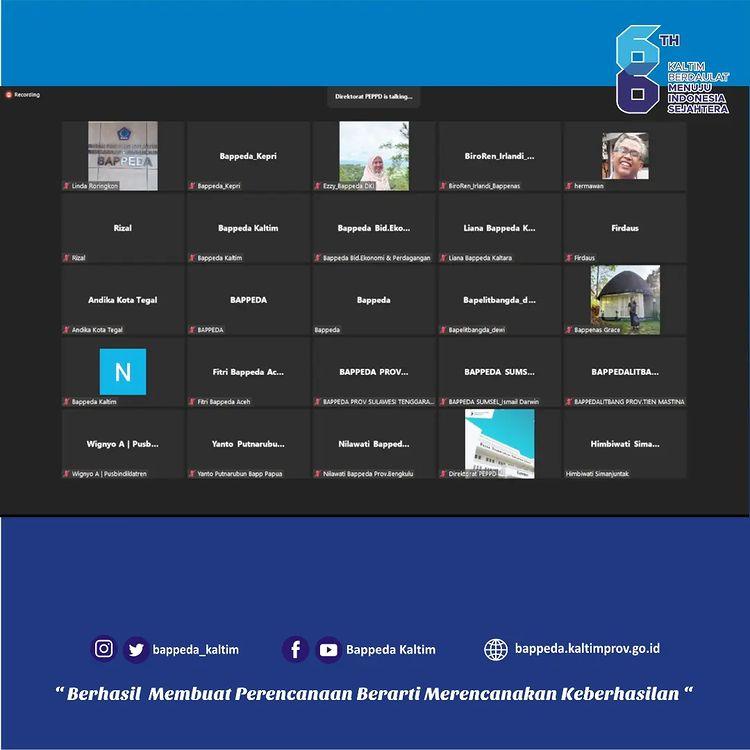 6
TH
6
KALTIM
BERDAULAT
MENUJU
INDONESIA
SEJAHTERA
Recording
Direktorat PEPPD is talking...
BAPPEDA
Linda Roringkon
Bappeda_Kepri
Bappeda_Kepri
Ezzy_Bappeda DKI
BiroRen_Irlandi_...
BiroRen_Irlandi_Bappenas
hermawan
Rizal
Rizal
Bappeda Kaltim
Bappeda Kaltim
Bappeda Bid.Eko...
Bappeda Bid.Ekonomi & Perdagangan
Liana Bappeda K...
Liana Bappeda Kaltara
Firdaus
Firdaus
Andika Kota Tegal
Andika Kota Tegal
BAPPEDA
BAPPEDA
Bappeda
Bappeda
Bapelitbangda_d...
Bapelitbangda_dewi
Bappenas Grace
N
Bappeda Kaltim
Fitri Bappeda Ac...
Fitri Bappeda Aceh
BAPPEDA PROV...
BAPPEDA PROV SULAWESI TENGGARA...
BAPPEDA SUMS...
BAPPEDA SUMSEL_Ismail Darwin
BAPPEDALITBA...
BAPPEDALITBANG PROV.TIEN MASTINA
Wignyo A | Pusb...
Wignyo A | Pusbindiklatren
Yanto Putnarubu...
Yanto Putnarubun Bapp Papua
Nilawati Bapped...
Nilawati Bappeda Prov.Bengkulu
Direktorat PEPPD
Himbiwati Sima...
Himbiwati Simanjuntak
bappeda_kaltim
Bappeda Kaltim
bappeda.kaltimprov.go.id
“ Berhasil Membuat Perencanaan Berarti Merencanakan Keberhasilan “